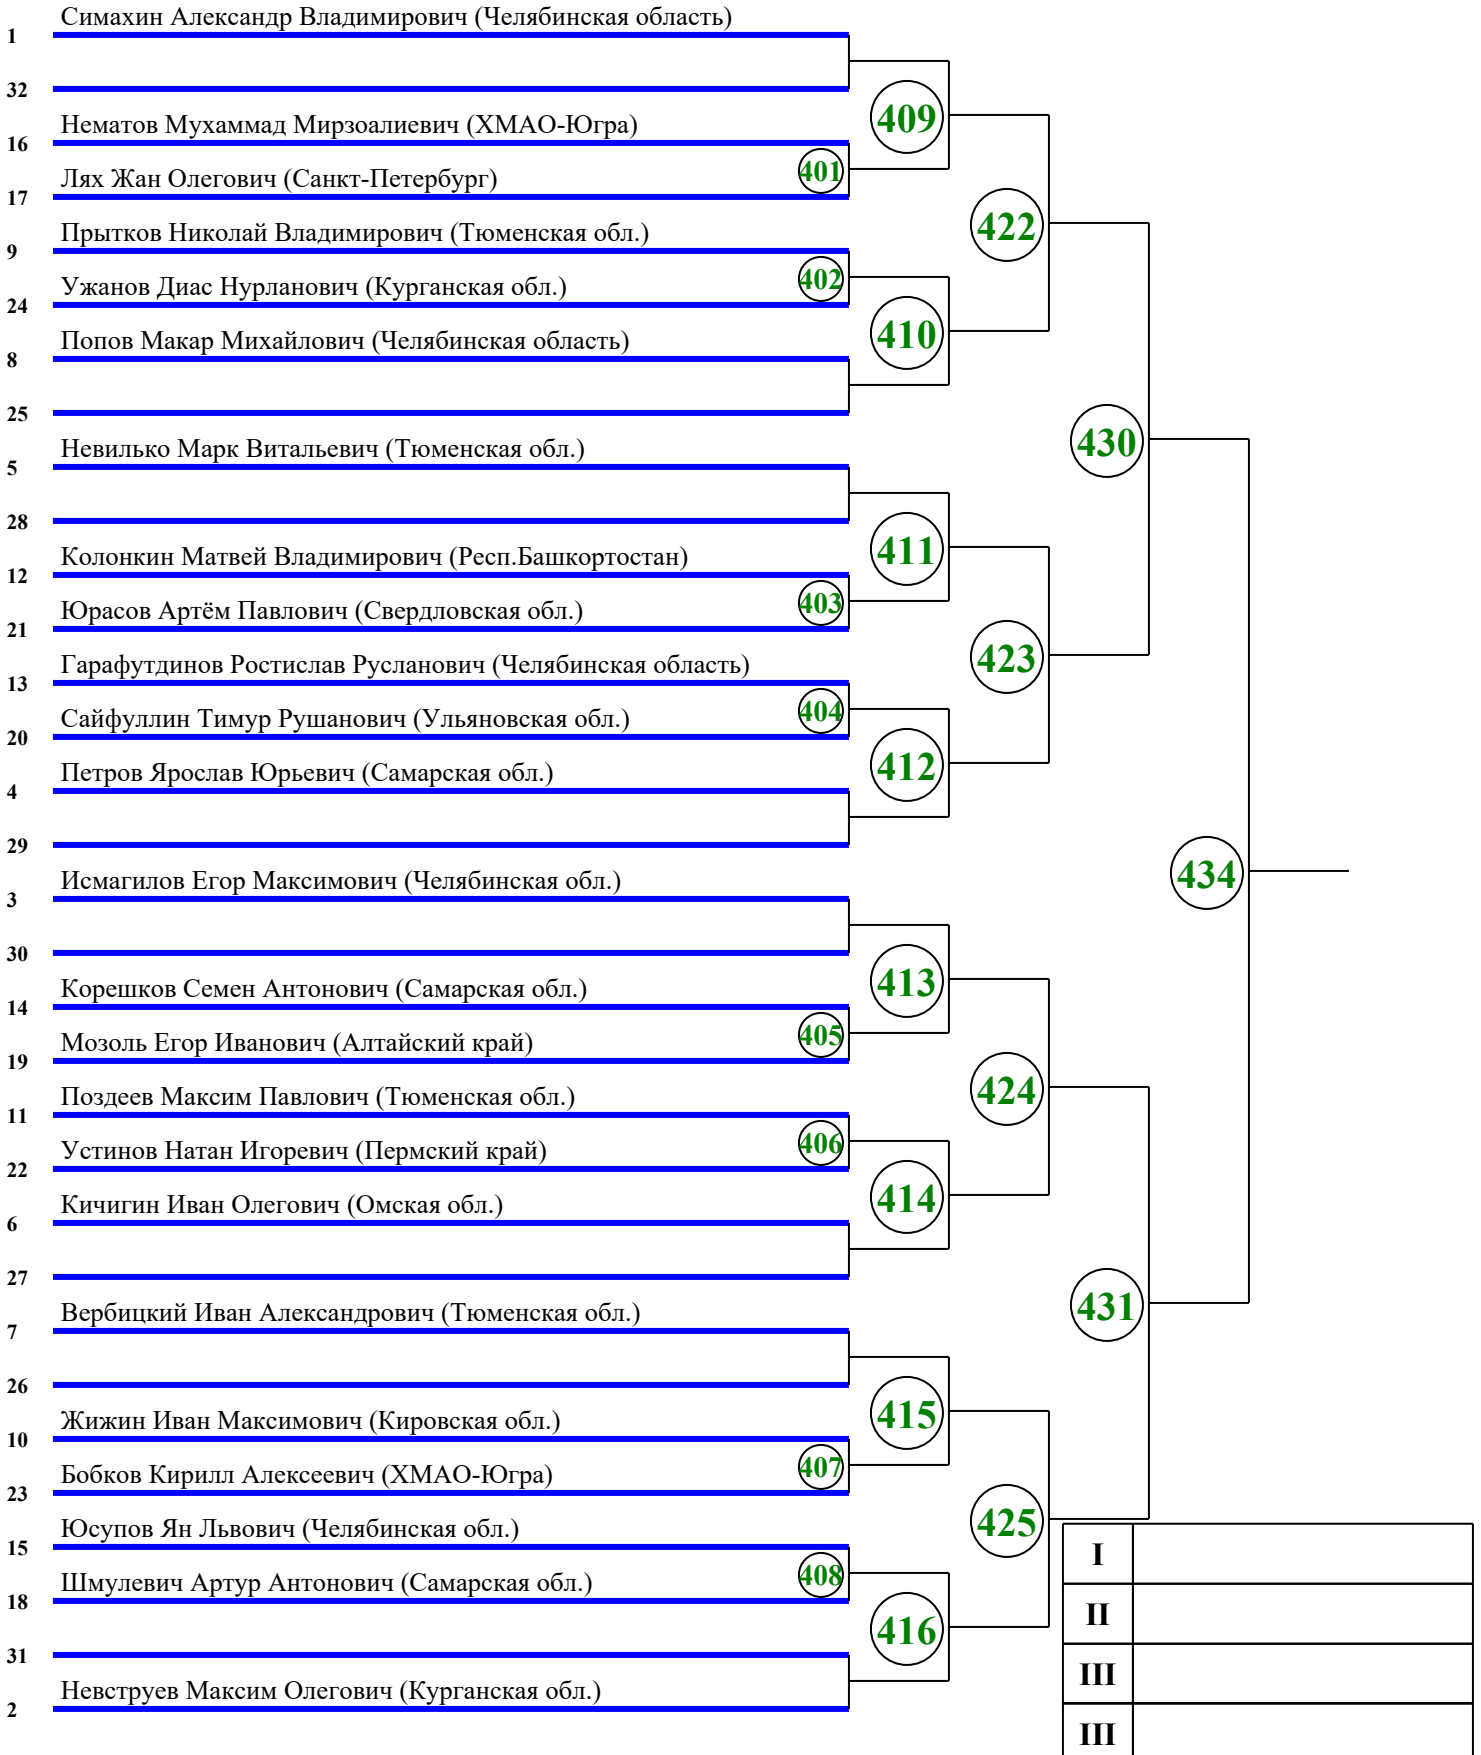 Симахин Александр Владимирович (Челябинская область)
1
32
Нематов Мухаммад Мирзоалиевич (ХМАО-Югра)
409
16
Лях Жан Олегович (Санкт-Петербург)
401
17
Прытков Николай Владимирович (Тюменская обл.)
422
9
Ужанов Диас Нурланович (Курганская обл.)
402
24
Попов Макар Михайлович (Челябинская область)
410
8
25
Невилько Марк Витальевич (Тюменская обл.)
430
5
28
Колонкин Матвей Владимирович (Респ.Башкортостан)
411
12
Юрасов Артём Павлович (Свердловская обл.)
403
21
Гарафутдинов Ростислав Русланович (Челябинская область)
423
13
Сайфуллин Тимур Рушанович (Ульяновская обл.)
404
20
Петров Ярослав Юрьевич (Самарская обл.)
412
4
29
Исмагилов Егор Максимович (Челябинская обл.)
434
3
30
Корешков Семен Антонович (Самарская обл.)
413
14
Мозоль Егор Иванович (Алтайский край)
405
19
Поздеев Максим Павлович (Тюменская обл.)
424
11
Устинов Натан Игоревич (Пермский край)
406
22
Кичигин Иван Олегович (Омская обл.)
414
6
27
Вербицкий Иван Александрович (Тюменская обл.)
431
7
26
Жижин Иван Максимович (Кировская обл.)
415
10
Бобков Кирилл Алексеевич (ХМАО-Югра)
407
23
Юсупов Ян Львович (Челябинская обл.)
425
15
I
Шмулевич Артур Антонович (Самарская обл.)
408
18
II
416
31
III
Невструев Максим Олегович (Курганская обл.)
2
III